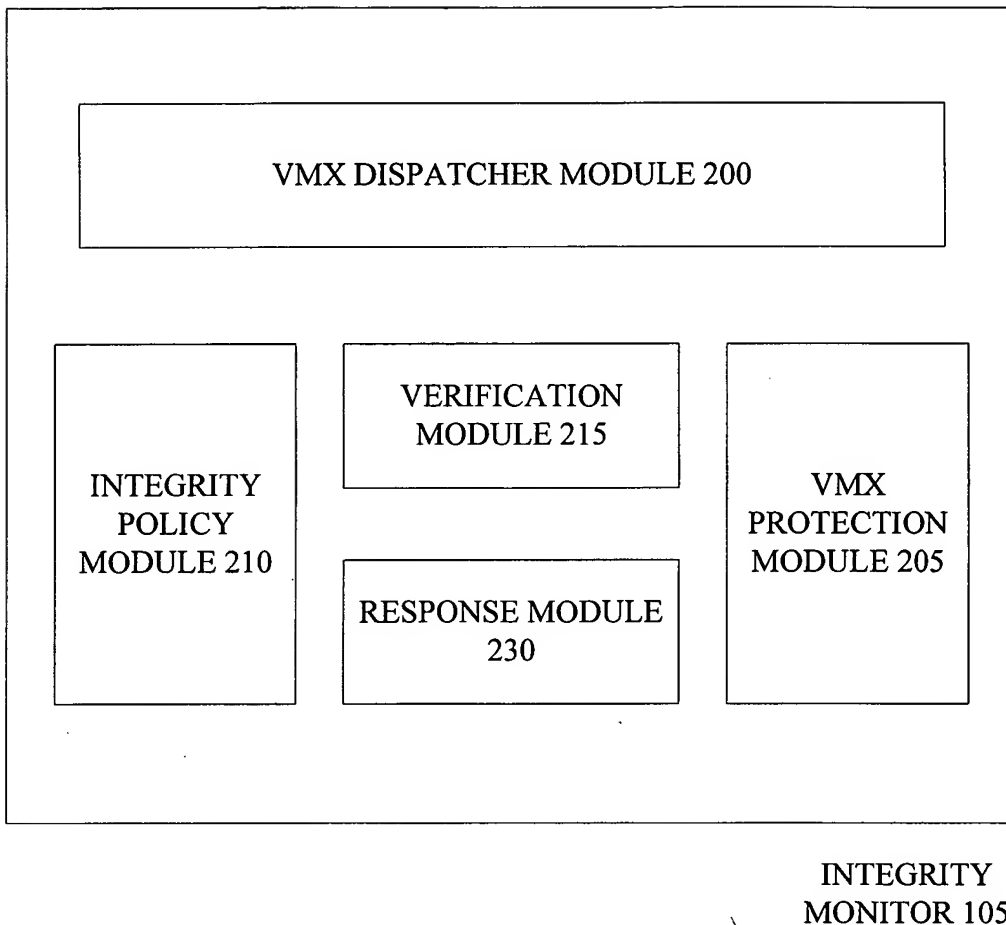 VMX DISPATCHER MODULE 200
INTEGRITY
POLICY
MODULE 210
VERIFICATION
MODULE 215
RESPONSE MODULE
230
VMX
PROTECTION
MODULE 205
INTEGRITY
MONITOR 105